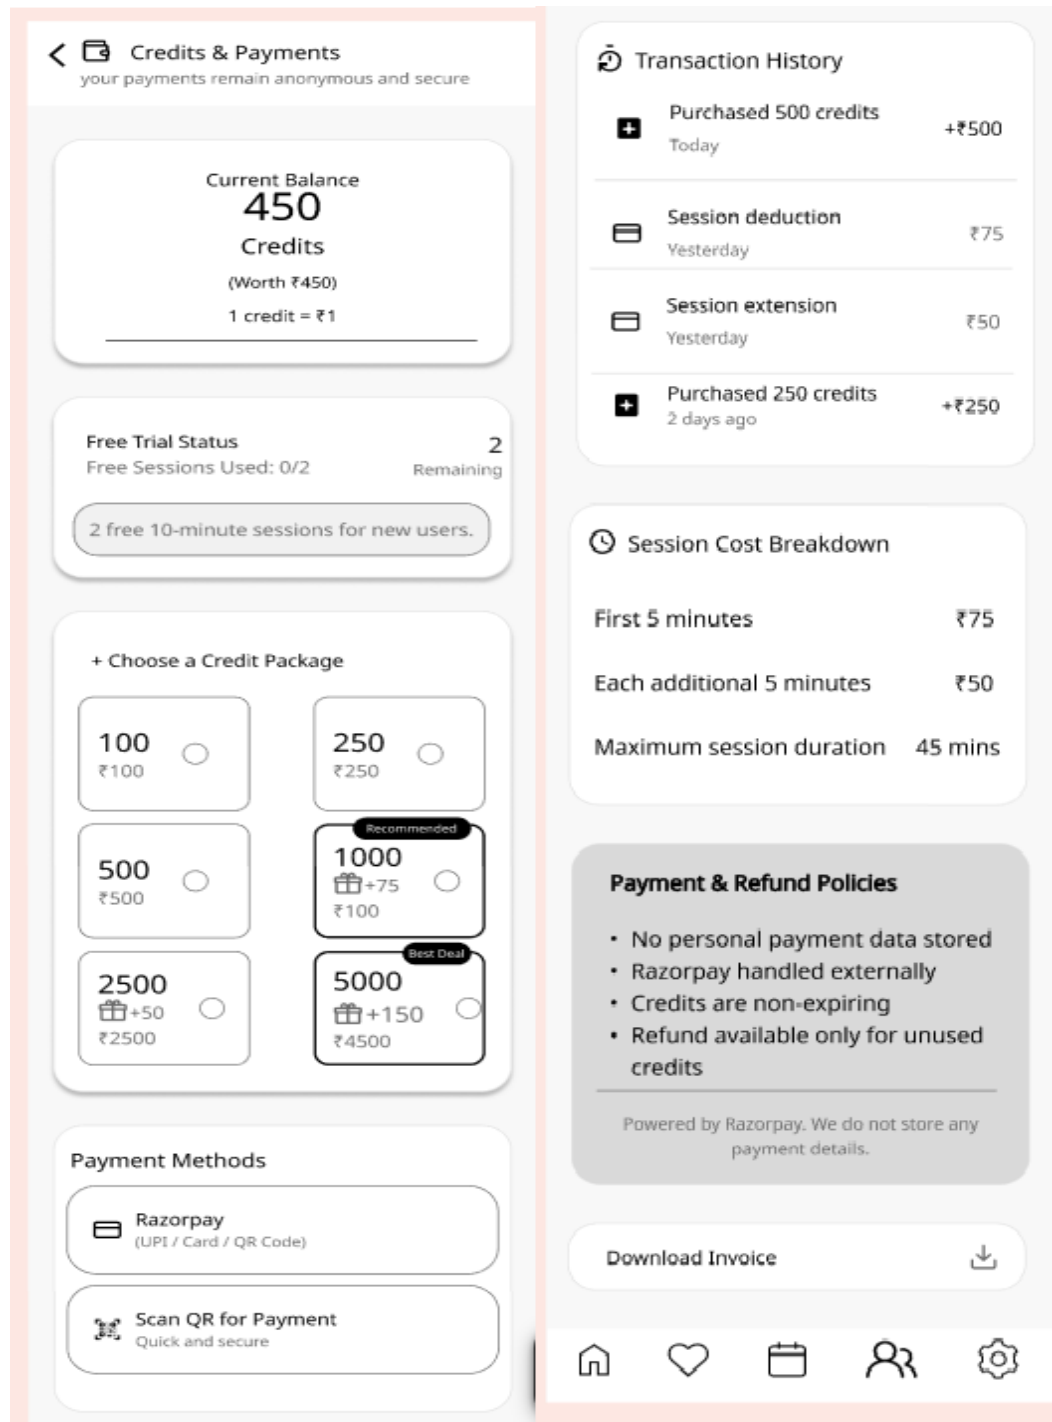 Credits & Payments
your payments remain anonymous and secure
Current Balance
450
Credits
(Worth ₹450)
1 credit = ₹1
Free Trial Status
2
Free Sessions Used: 0/2
Remaining
2 free 10-minute sessions for new users.
+ Choose a Credit Package
100
₹100
250
₹250
500
₹500
Recommended
1000
+75
₹100
2500
+50
₹2500
Best Deal
5000
+150
₹4500
Payment Methods
Razorpay
(UPI / Card / QR Code)
Scan QR for Payment
Quick and secure
Transaction History
Purchased 500 credits
+₹500
Today
Session deduction
₹75
Yesterday
Session extension
₹50
Yesterday
Purchased 250 credits
+₹250
2 days ago
Session Cost Breakdown
First 5 minutes ₹75
Each additional 5 minutes ₹50
Maximum session duration 45 mins
Payment & Refund Policies
• No personal payment data stored
• Razorpay handled externally
• Credits are non-expiring
• Refund available only for unused
credits
Powered by Razorpay. We do not store any
payment details.
Download Invoice